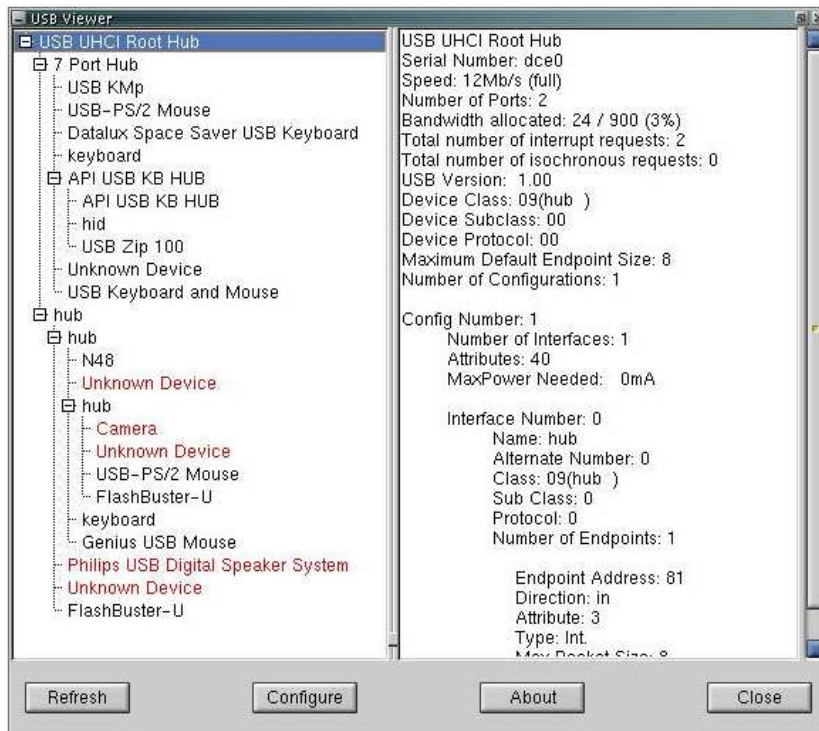 USB Viewer
USB UHCI Root Hub
7 Port Hub
USB KMp
USB-PS/2 Mouse
Datalux Space Saver USB Keyboard
keyboard
API USB KB HUB
API USB KB HUB
hid
USB Zip 100
Unknown Device
USB Keyboard and Mouse
hub
hub
N48
Unknown Device
hub
Camera
Unknown Device
USB-PS/2 Mouse
FlashBuster-U
keyboard
Genius USB Mouse
Philips USB Digital Speaker System
Unknown Device
FlashBuster-U
USB UHCI Root Hub
Serial Number: dce0
Speed: 12Mb/s (full)
Number of Ports: 2
Bandwidth allocated: 24 / 900 (3%)
Total number of interrupt requests: 2
Total number of isochronous requests: 0
USB Version: 1.00
Device Class: 09(hub )
Device Subclass: 00
Device Protocol: 00
Maximum Default Endpoint Size: 8
Number of Configurations: 1
Config Number: 1
Number of Interfaces: 1
Attributes: 40
MaxPower Needed: 0mA
Interface Number: 0
Name: hub
Alternate Number: 0
Class: 09(hub )
Sub Class: 0
Protocol: 0
Number of Endpoints: 1
Endpoint Address: 81
Direction: in
Attribute: 3
Type: Int.
Max Packet Size: 8
Refresh
Configure
About
Close